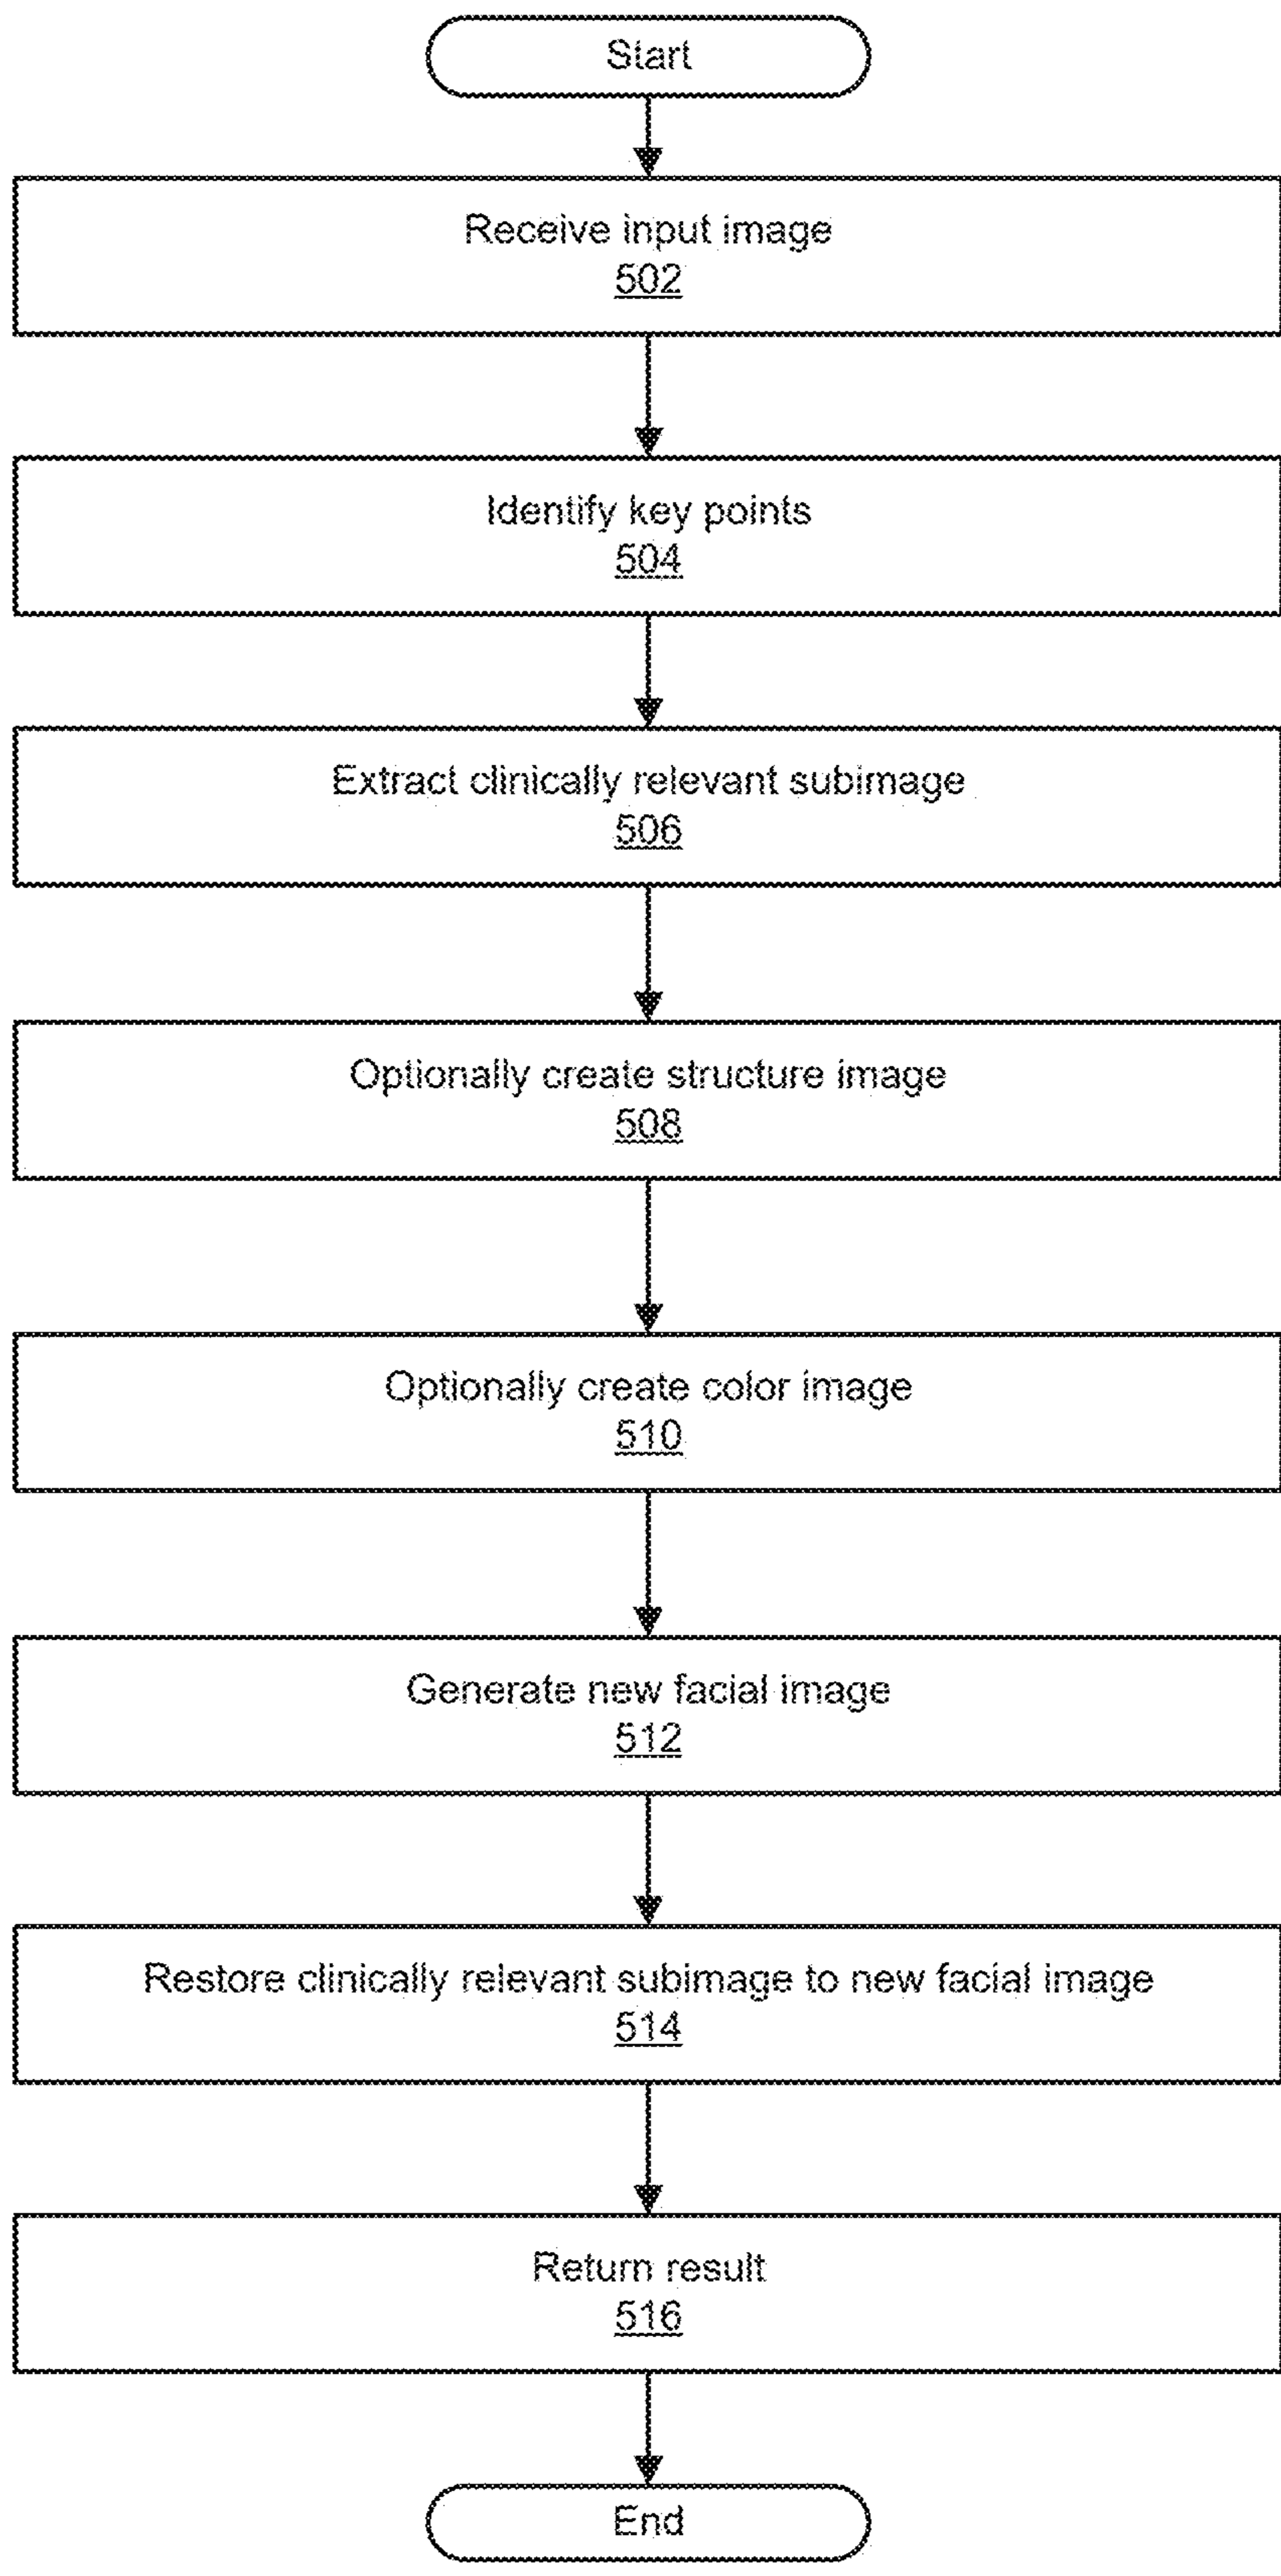 Start
Receive input image
502
Identify key points
504
Extract clinically relevant subimage
506
Optionally create structure image
508
Optionally create color image
510
Generate new facial image
512
Restore clinically relevant subimage to new facial image
514
Return result
516
End